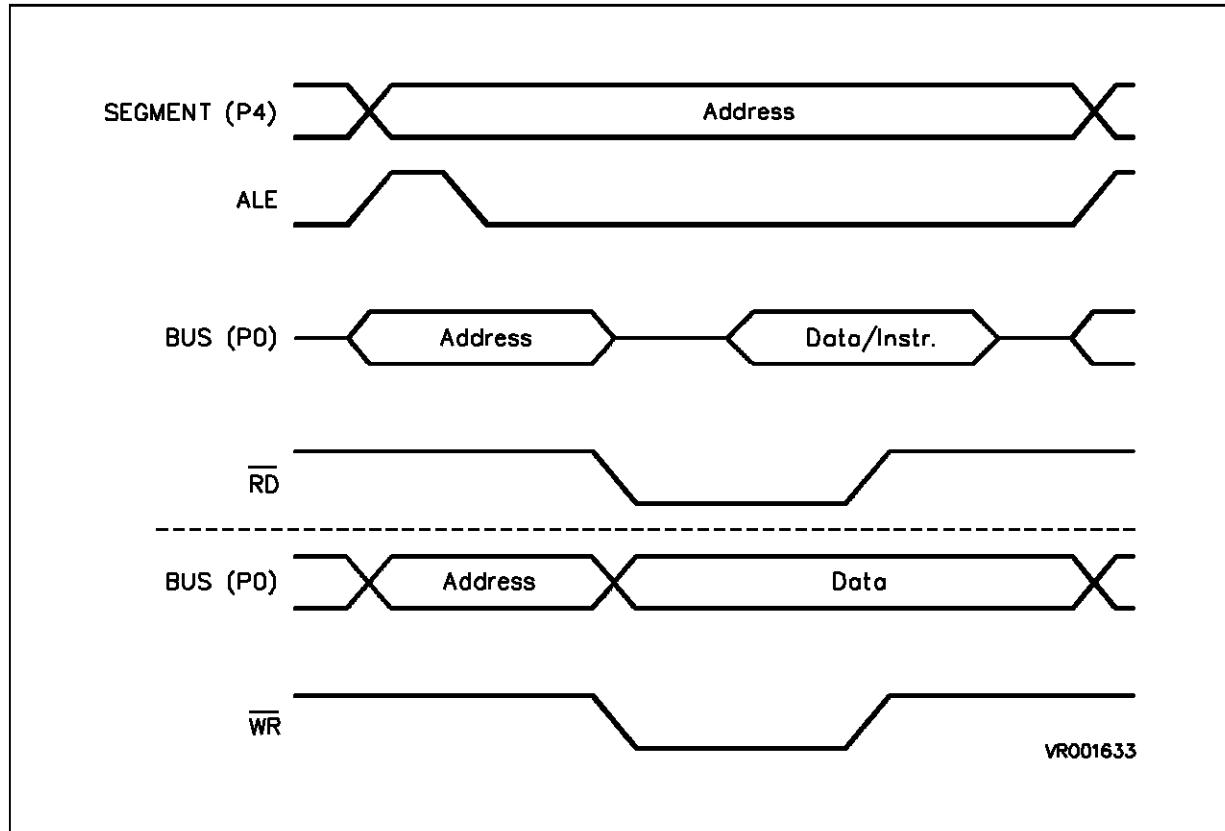 SEGMENT (P4)
Address
ALE
BUS (P0)
Address
Data/Instr.
RD
BUS (P0)
Address
Data
WR
VR001633